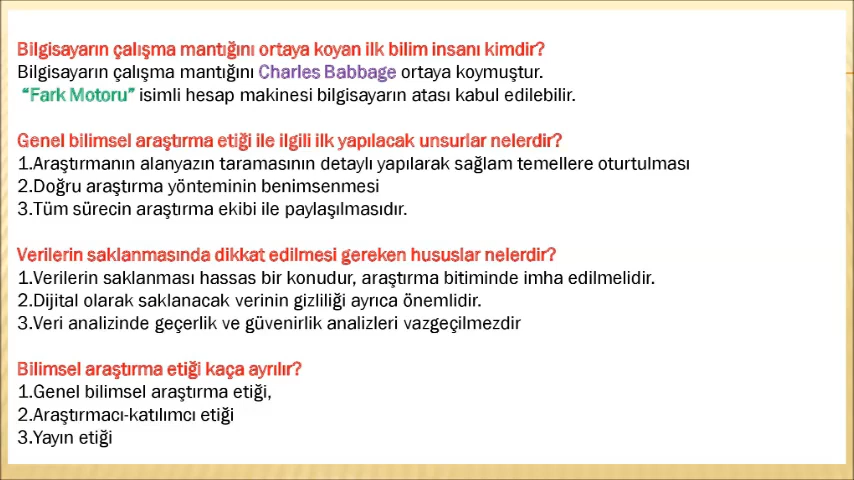 Bilgisayarın çalışma mantığını ortaya koyan ilk bilim insanı kimdir?
Bilgisayarın çalışma mantığını Charles Babbage ortaya koymuştur.
“Fark Motoru” isimli hesap makinesi bilgisayarın atası kabul edilebilir.
Genel bilimsel araştırma etiği ile ilgili ilk yapılacak unsurlar nelerdir?
1.Araştırmanın alanyazın taramasının detaylı yapılarak sağlam temellere oturtulması
2.Doğru araştırma yönteminin benimsenmesi
3.Tüm sürecin araştırma ekibi ile paylaşılmasıdır.
Verilerin saklanmasında dikkat edilmesi gereken hususlar nelerdir?
1.Verilerin saklanması hassas bir konudur, araştırma bitiminde imha edilmelidir.
2.Dijital olarak saklanacak verinin gizliliği ayrıca önemlidir.
3.Veri analizinde geçerlik ve güvenirlik analizleri vazgeçilmezdir
Bilimsel araştırma etiği kaça ayrılır?
1.Genel bilimsel araştırma etiği,
2.Araştırmacı-katılımcı etiği
3.Yayın etiği